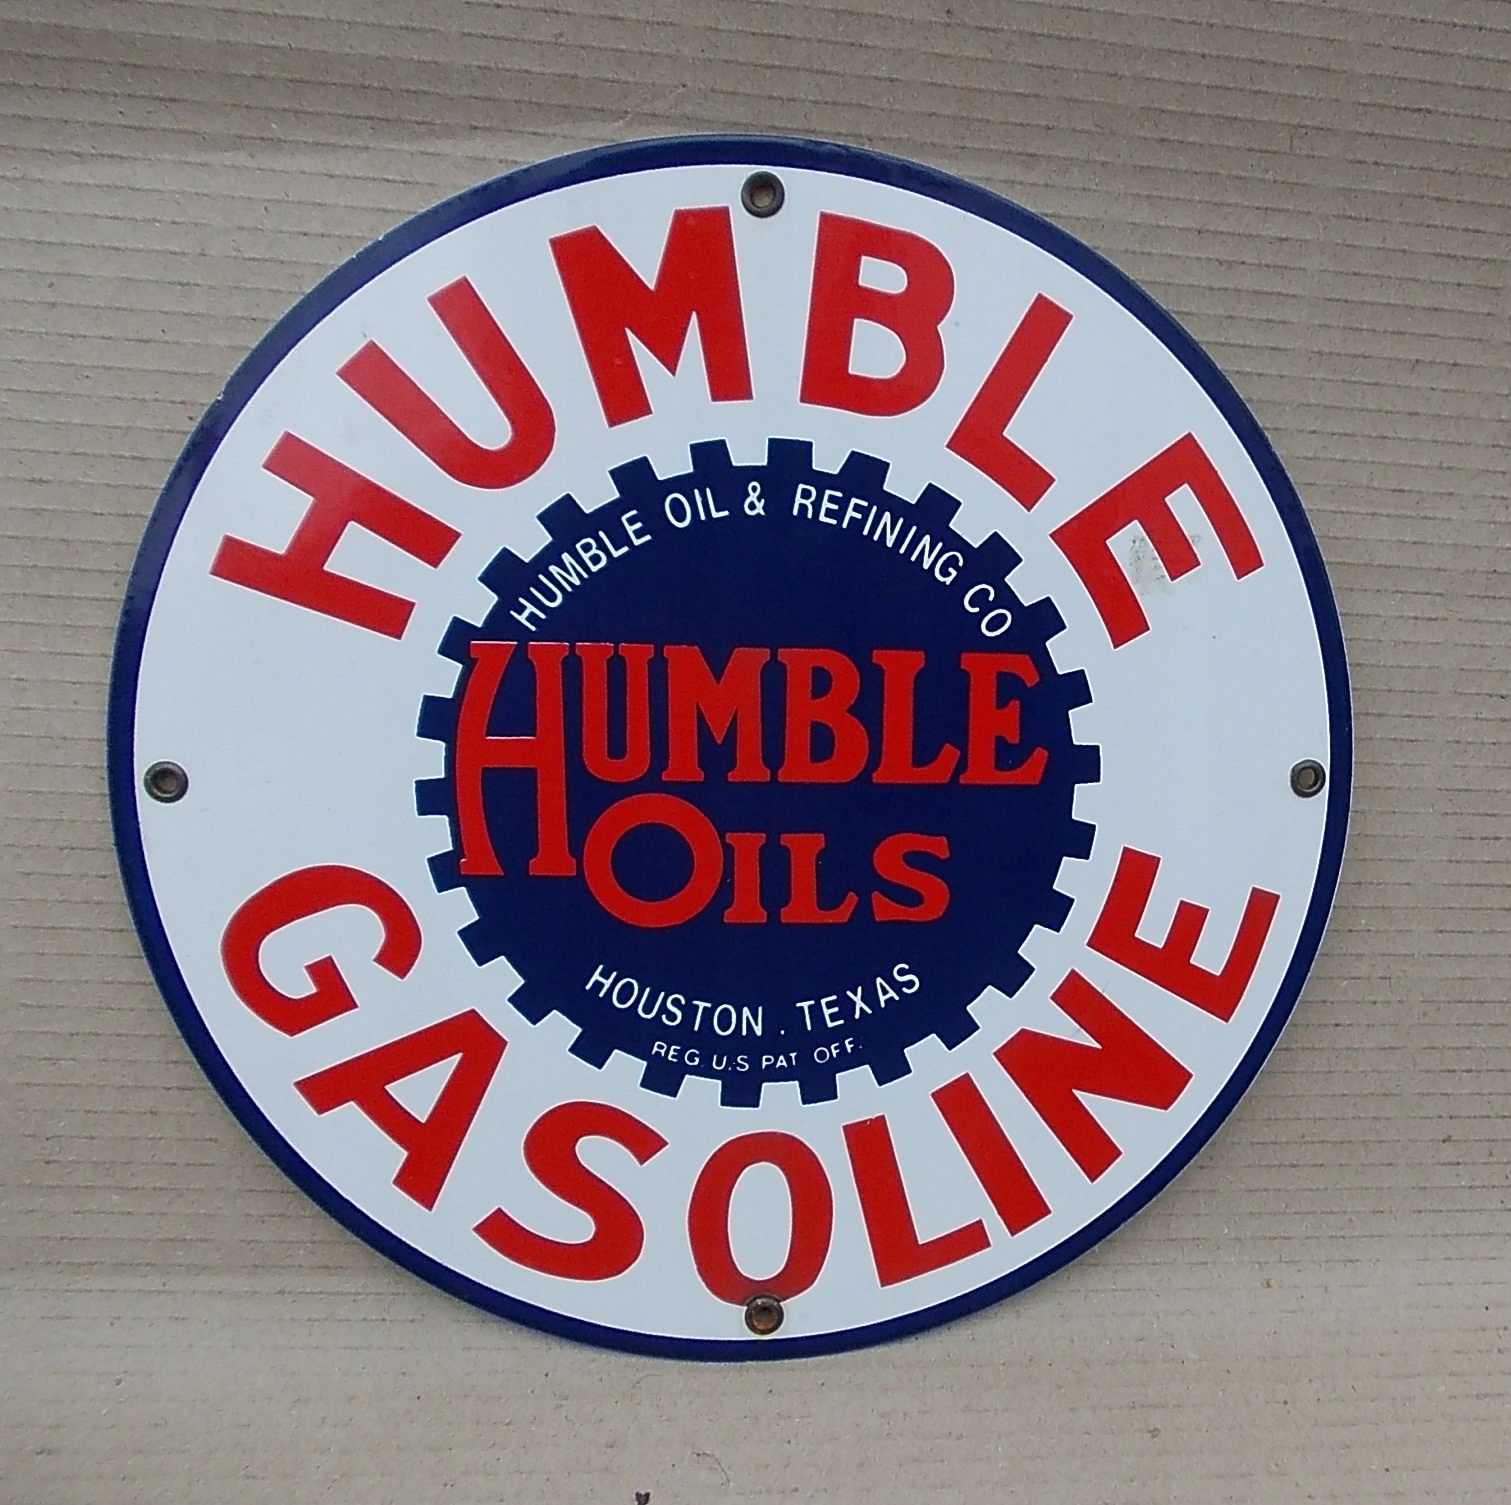 HUMBLE
HUMBLE OIL & REFINING CO
HUMBLE
OILS
HOUSTON . TEXAS
REG. U.S PAT OFF.
GASOLINE